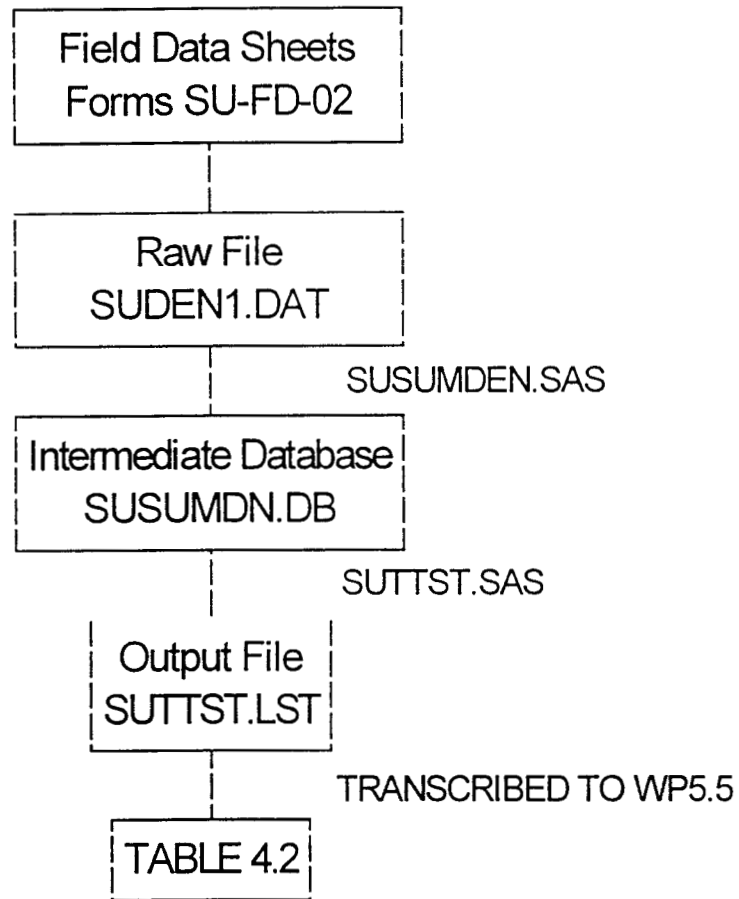 Field Data Sheets
Forms SU-FD-02
Raw File
SUDEN1.DAT
SUSUMDEN.SAS
Intermediate Database
SUSUMDN.DB
SUTTST.SAS
Output File
SUTTST.LST
TRANSCRIBED TO WP5.5
TABLE 4.2